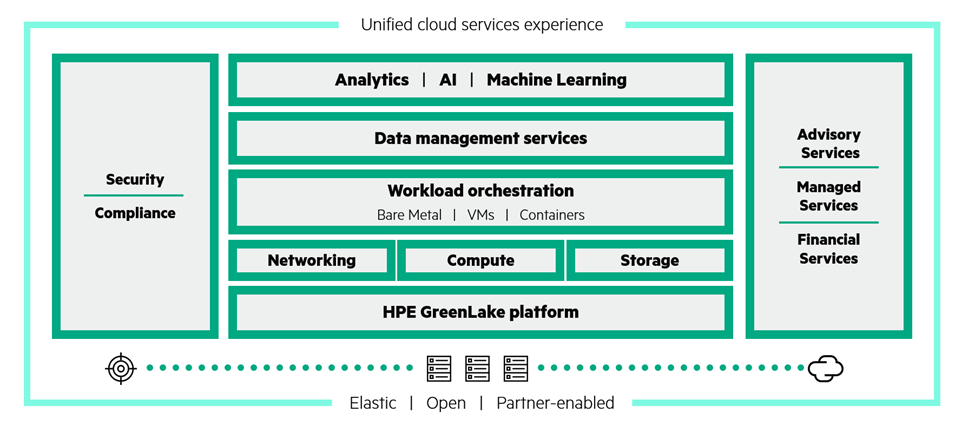 Unified cloud services experience
Security
Compliance
Analytics | AI | Machine Learning
Data management services
Workload orchestration
Bare Metal | VMs | Containers
Networking
Compute
Storage
HPE GreenLake platform
Advisory
Services
Managed
Services
Financial
Services
Elastic | Open | Partner-enabled